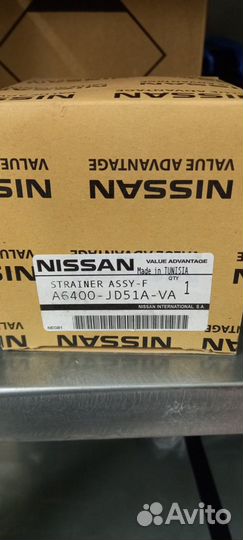 NISSAN
VALUE ADVANTAGE
NISSAN
VALUE ADVANTAGE
NISSAN VALUE ADVANTAGE
Made in TUNISIA
STRAINER ASSY-F QTY
A6400-JD51A-VA 1
NISSAN INTERNATIONAL S.A.
NISSAN
NISSAN
Avito